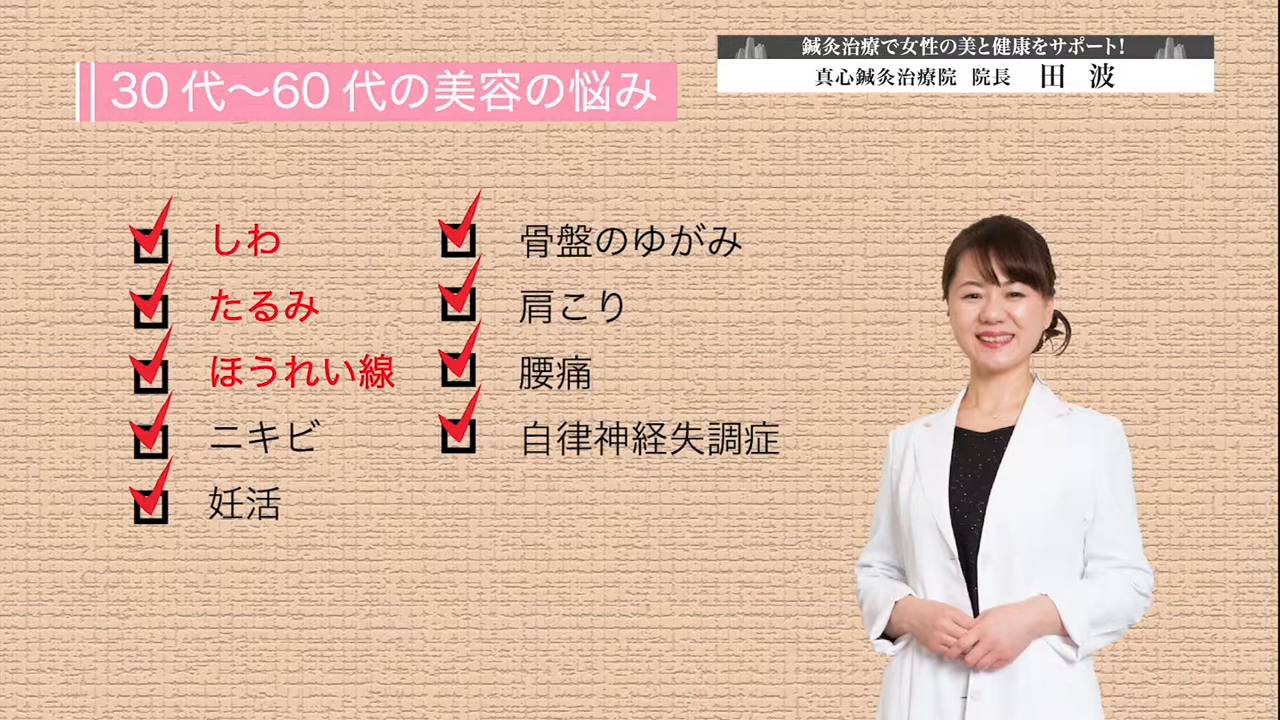 鍼灸治療で女性の美と健康をサポート!
真心鍼灸治療院 院長 田 波
30代〜60代の美容の悩み
しわ
たるみ
ほうれい線
ニキビ
妊活
骨盤のゆがみ
肩こり
腰痛
自律神経失調症